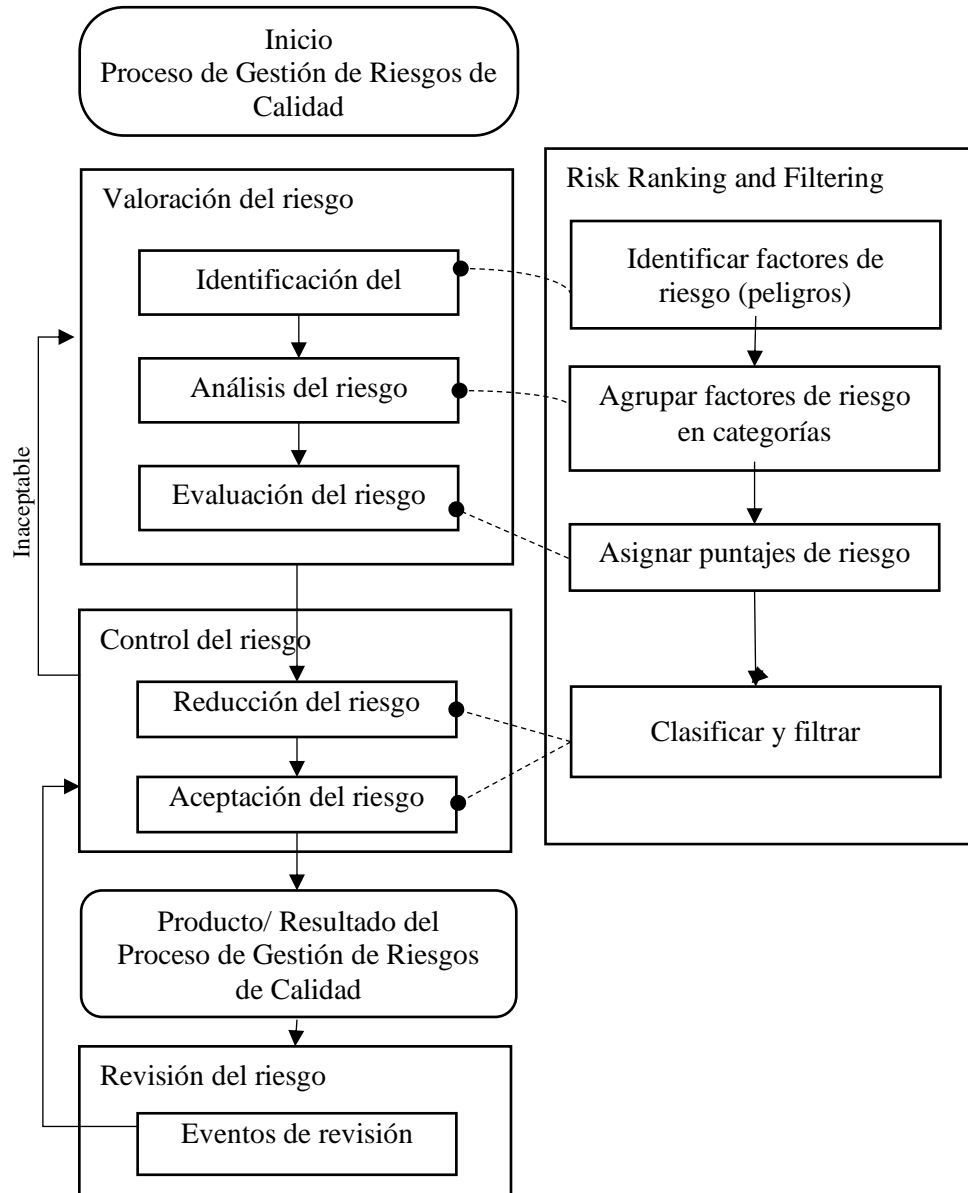 Inicio
Proceso de Gestión de Riesgos de
Calidad
Valoración del riesgo
Identificación del
Análisis del riesgo
Evaluación del riesgo
Inaceptable
Control del riesgo
Reducción del riesgo
Aceptación del riesgo
Producto/ Resultado del
Proceso de Gestión de Riesgos
de Calidad
Revisión del riesgo
Eventos de revisión
Risk Ranking and Filtering
Identificar factores de
riesgo (peligros)
Agrupar factores de riesgo
en categorías
Asignar puntajes de riesgo
Clasificar y filtrar